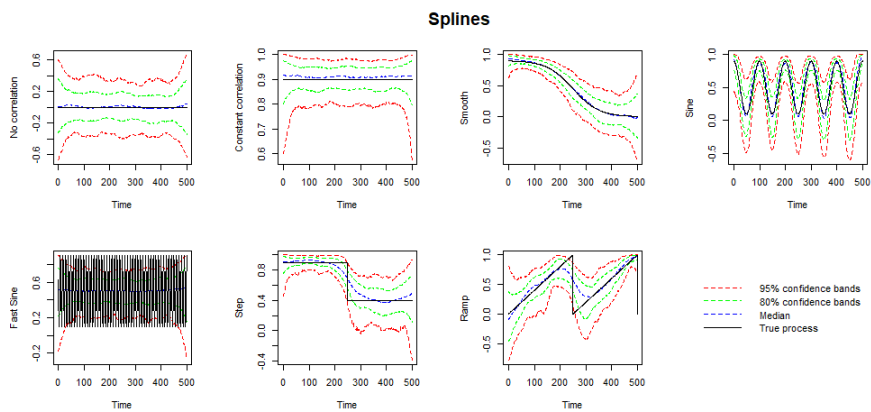 Splines
No correlation
0.6
0.2
-0.2
-0.6
0 100 200 300 400 500
Time
Constant correlation
1.0
0.9
0.8
0.7
0.6
0 100 200 300 400 500
Time
Smooth
1.0
0.5
0.0
-0.5
0 100 200 300 400 500
Time
Sine
1.0
0.5
0.0
-0.5
0 100 200 300 400 500
Time
Fast Sine
0.6
0.2
-0.2
0 100 200 300 400 500
Time
Step
0.8
0.4
0.0
-0.4
0 100 200 300 400 500
Time
Ramp
1.0
0.5
0.0
-0.5
0 100 200 300 400 500
Time
95% confidence bands
80% confidence bands
Median
True process